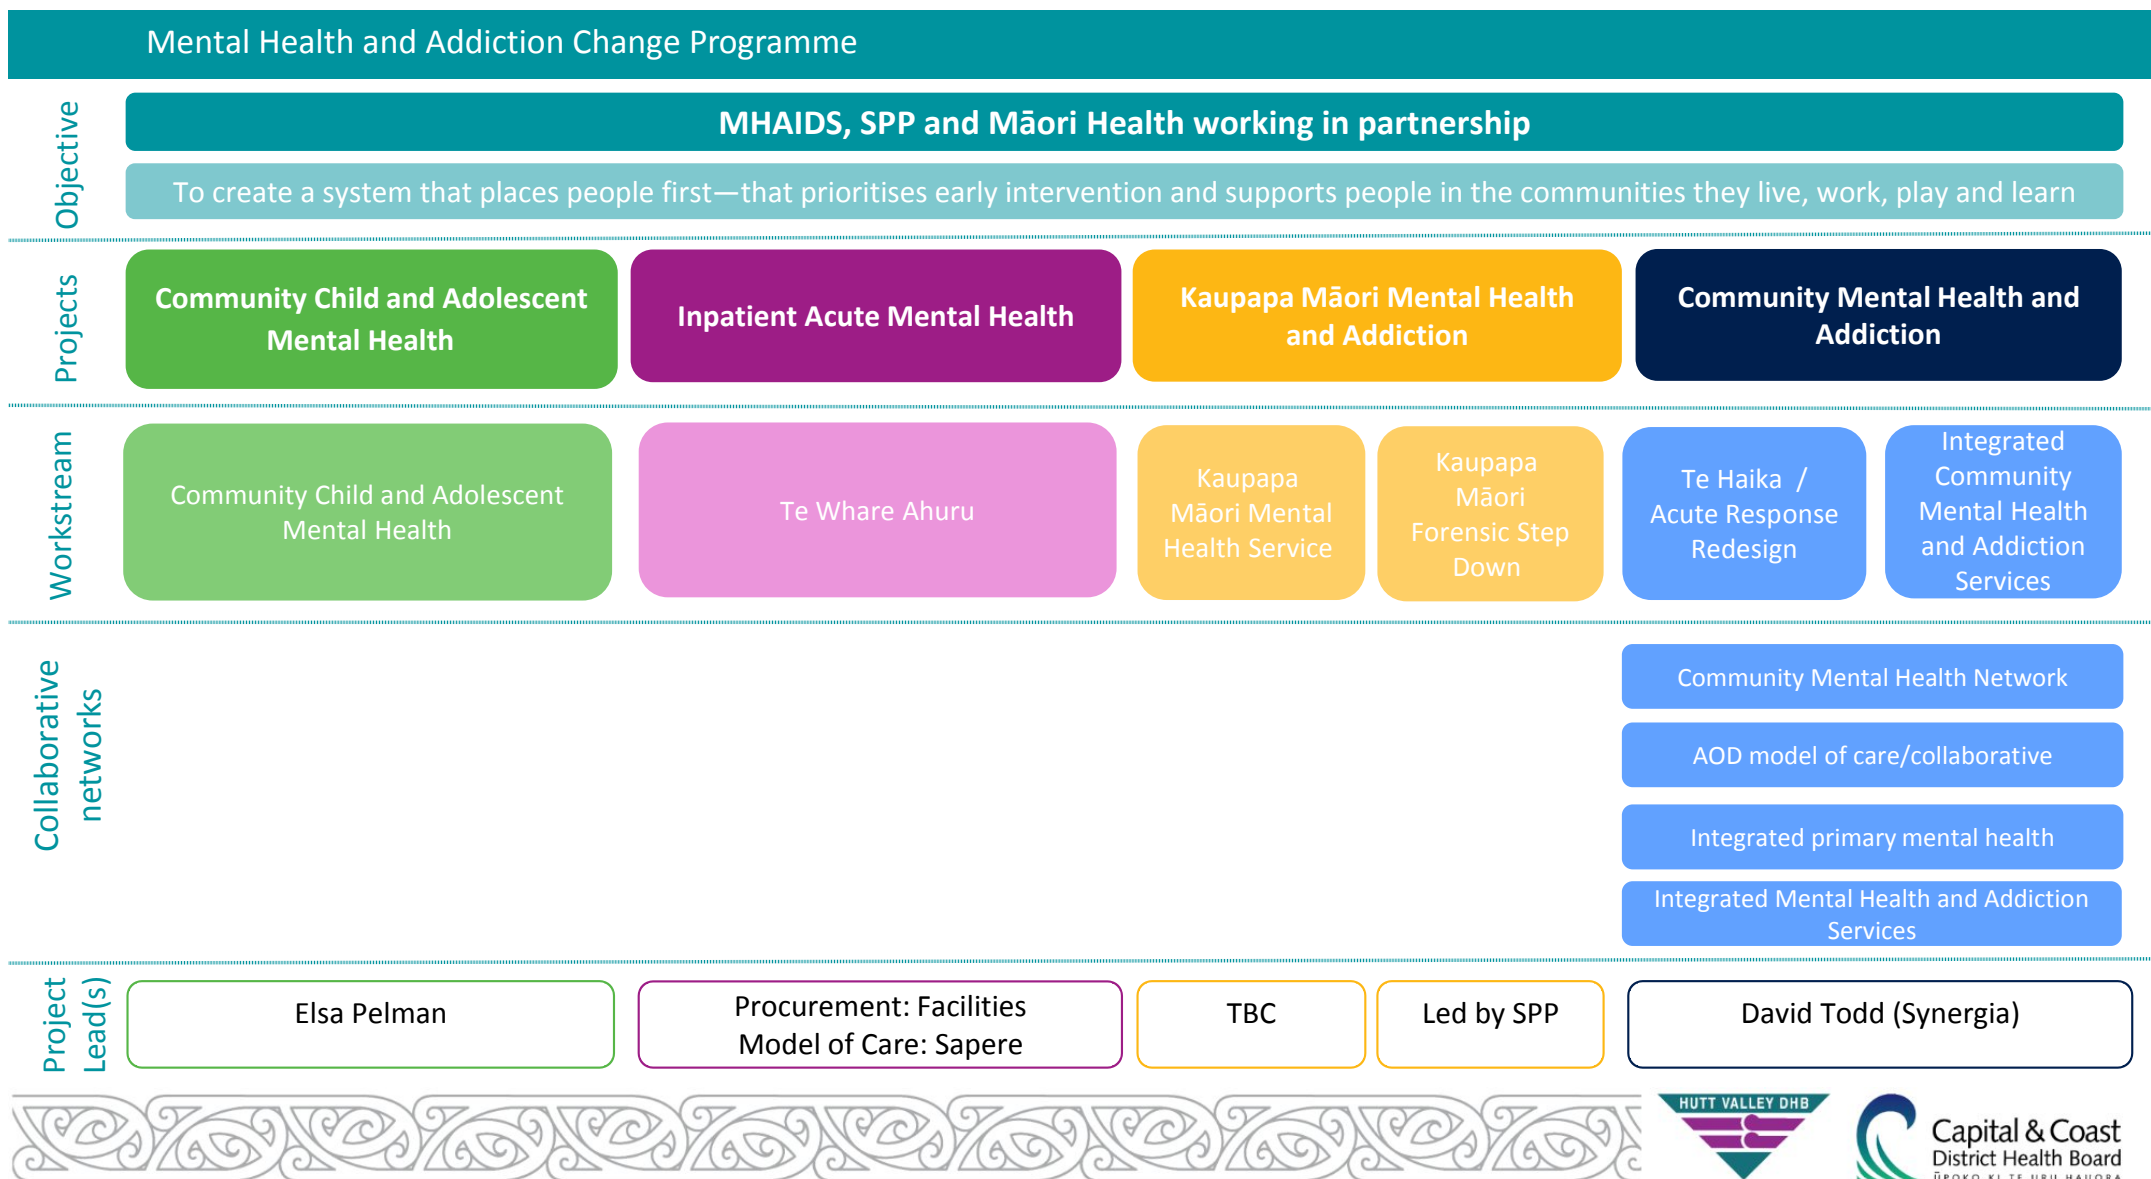 Mental Health and Addiction Change Programme
Objective
MHAIDS, SPP and Māori Health working in partnership
To create a system that places people first—that prioritises early intervention and supports people in the communities they live, work, play and learn
Projects
Community Child and Adolescent
Mental Health
Inpatient Acute Mental Health
Kaupapa Māori Mental Health
and Addiction
Community Mental Health and
Addiction
Workstream
Community Child and Adolescent
Mental Health
Te Whare Ahuru
Kaupapa
Māori Mental
Health Service
Kaupapa
Māori
Forensic Step
Down
Te Haika /
Acute Response
Redesign
Integrated
Community
Mental Health
and Addiction
Services
Collaborative
networks
Community Mental Health Network
AOD model of care/collaborative
Integrated primary mental health
Integrated Mental Health and Addiction
Services
Project
Lead(s)
Elsa Pelman
Procurement: Facilities
Model of Care: Sapere
TBC
Led by SPP
David Todd (Synergia)
HUTT VALLEY DHB
Capital & Coast
District Health Board
ŪPOKO KI TE URU HAUORA